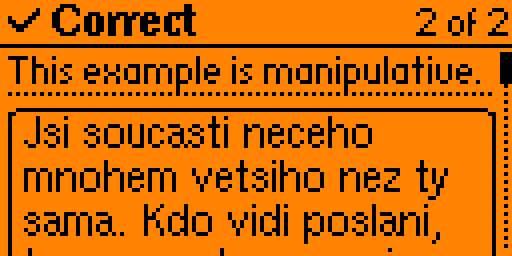 ✓ Correct 2 of 2
This example is manipulative.
Jsi soucasti neceho
mnohem vetsiho nez ty
sama. Kdo vidi poslani,